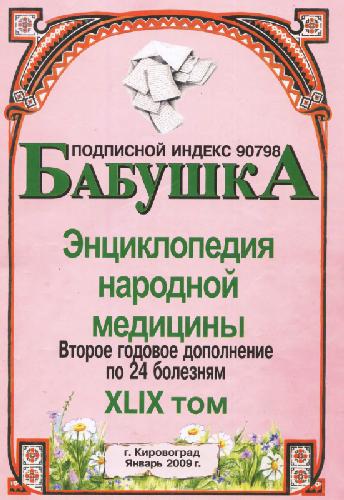 ПОДПИСНОЙ ИНДЕКС 90798
БАБУШКА
Энциклопедия
народной
медицины
Второе годовое дополнение
по 24 болезням
XLIX том
г. Кировоград
Январь 2009 г.